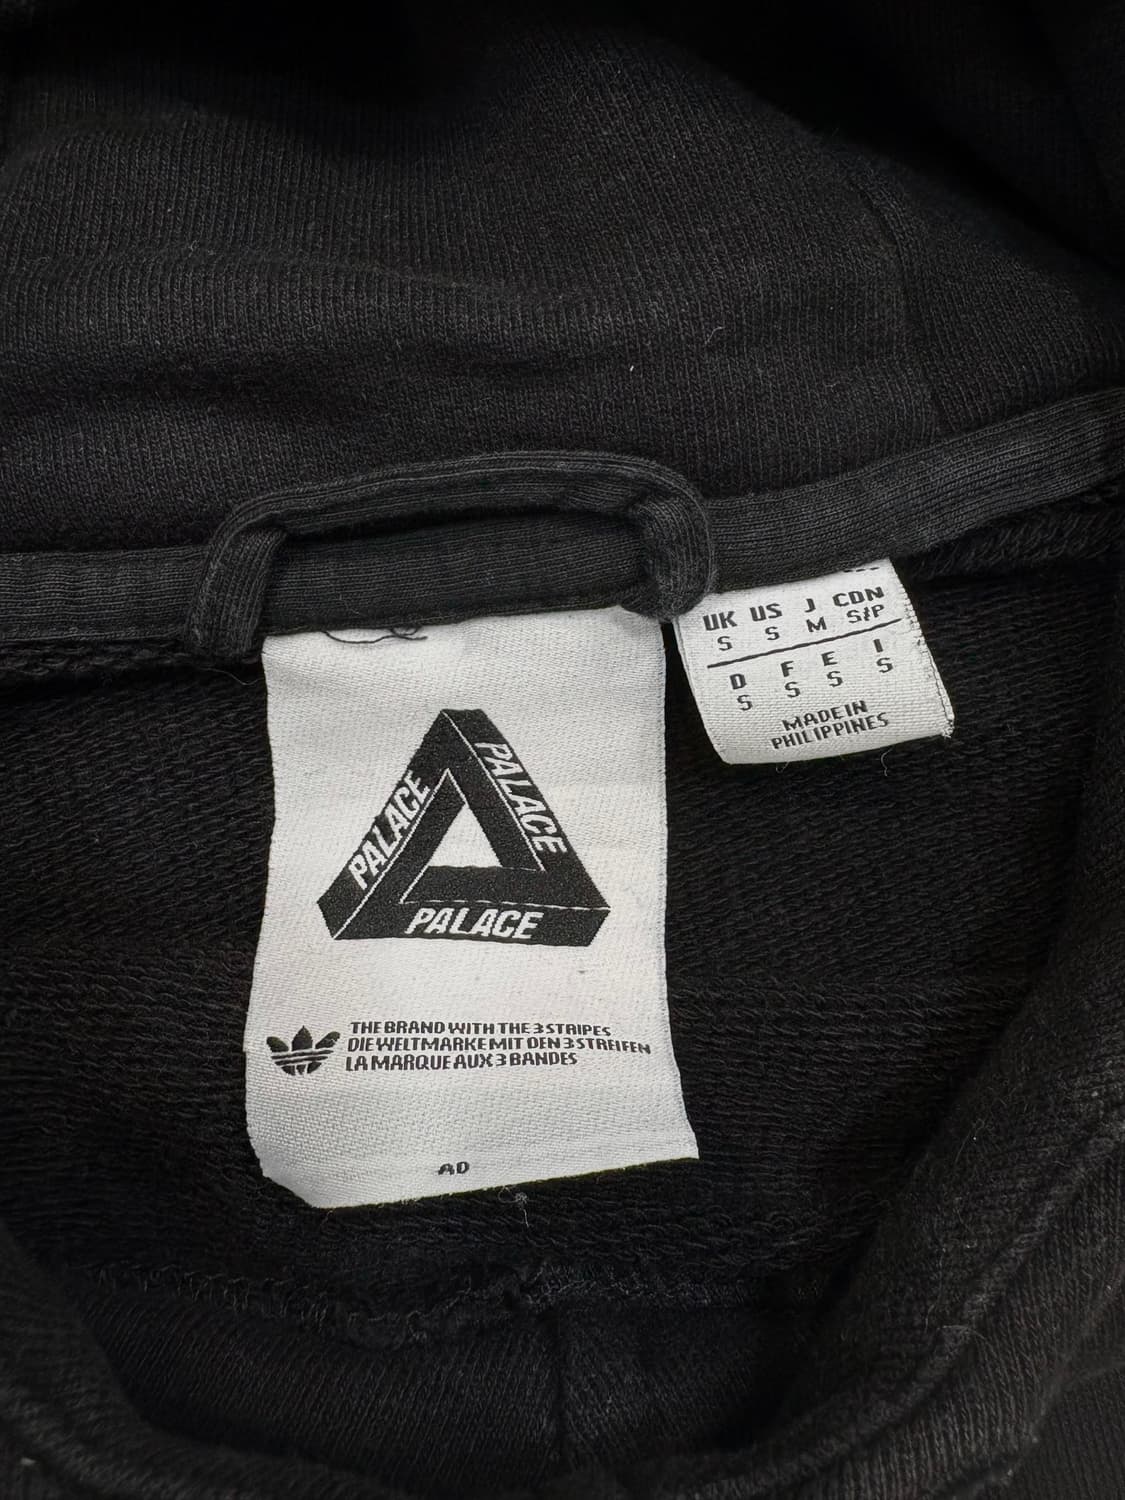 PALACE
PALACE
PALACE
THE BRAND WITH THE 3 STRIPES
DIE WELTMARKE MIT DEN 3 STREIFEN
LA MARQUE AUX 3 BANDES
AD
UK US J CDN
S S M S/P
D F E I
S S S S
MADE IN
PHILIPPINES